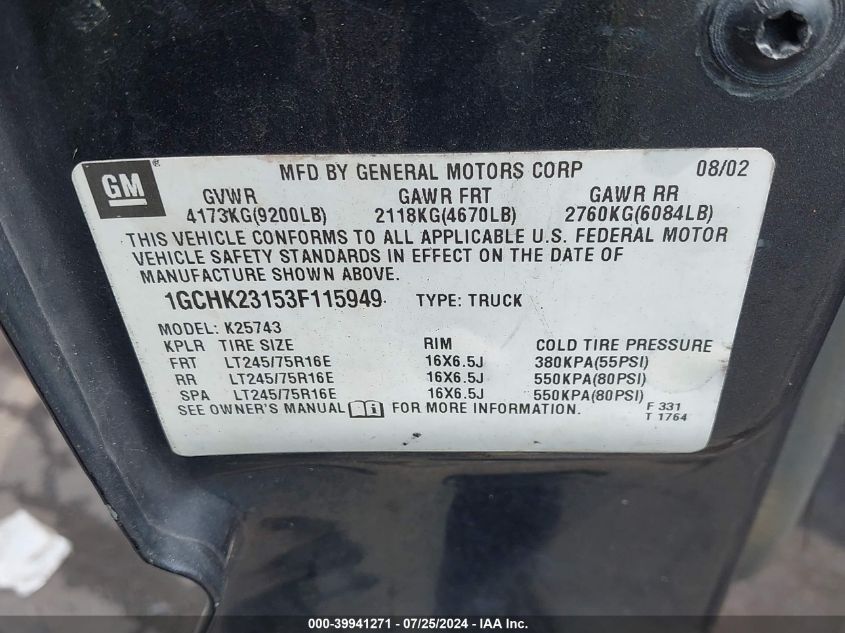 GM
MFD BY GENERAL MOTORS CORP 08/02
GVWR GAWR FRT GAWR RR
4173KG(9200LB) 2118KG(4670LB) 2760KG(6084LB)
THIS VEHICLE CONFORMS TO ALL APPLICABLE U.S. FEDERAL MOTOR
VEHICLE SAFETY STANDARDS IN EFFECT ON THE DATE OF
MANUFACTURE SHOWN ABOVE.
1GCHK23153F115949 TYPE: TRUCK
MODEL: K25743
KPLR TIRE SIZE RIM COLD TIRE PRESSURE
FRT LT245/75R16E 16X6.5J 380KPA(55PSI)
RR LT245/75R16E 16X6.5J 550KPA(80PSI)
SPA LT245/75R16E 16X6.5J 550KPA(80PSI)
SEE OWNER'S MANUAL FOR MORE INFORMATION. F 331
T 1764
000-39941271 - 07/25/2024 - IAA Inc.